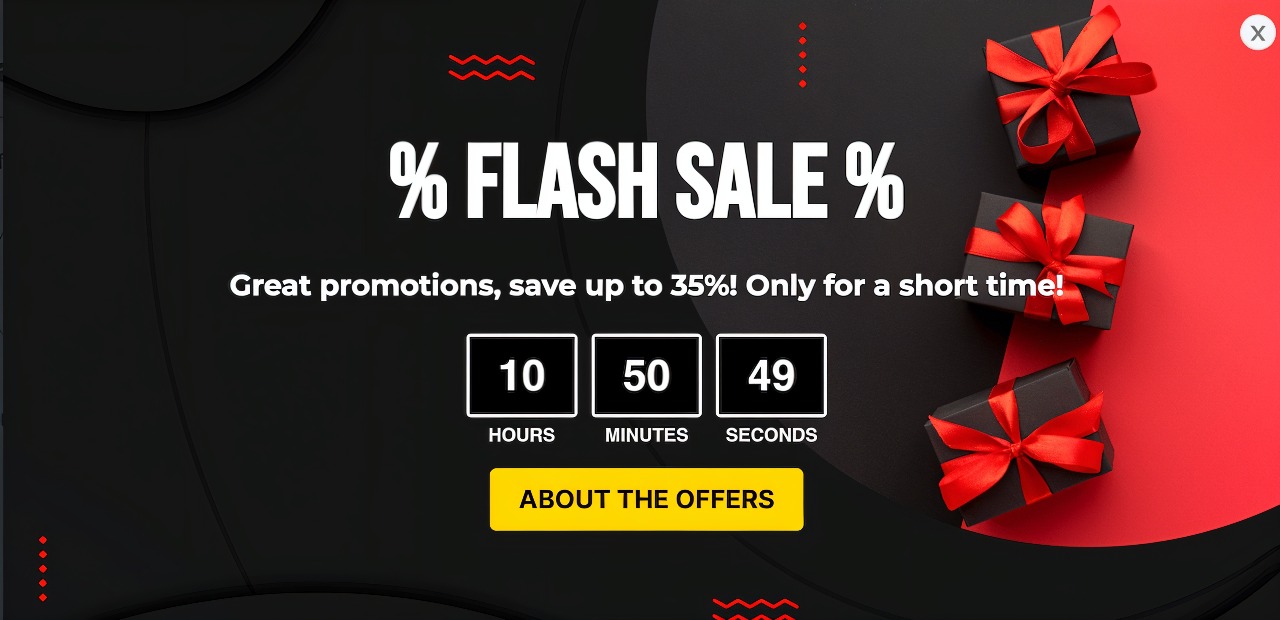 X
% FLASH SALE %
Great promotions, save up to 35%! Only for a short time!
10 50 49
HOURS MINUTES SECONDS
ABOUT THE OFFERS